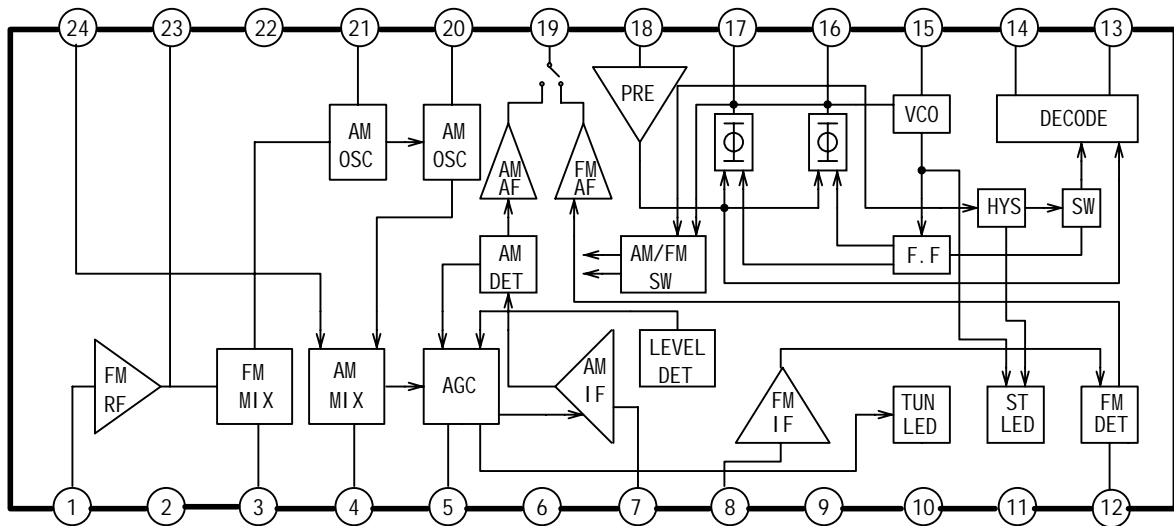 24 23 22 21 20 19 18 17 16 15 14 13
PRE
VCO
DECODE
AM
OSC
AM
OSC
AM
AF
FM
AF
HYS
SW
AM
DET
AM/FM
SW
F.F
FM
RF
FM
MIX
AM
MIX
AGC
AM
IF
LEVEL
DET
FM
IF
TUN
LED
ST
LED
FM
DET
1 2 3 4 5 6 7 8 9 10 11 12